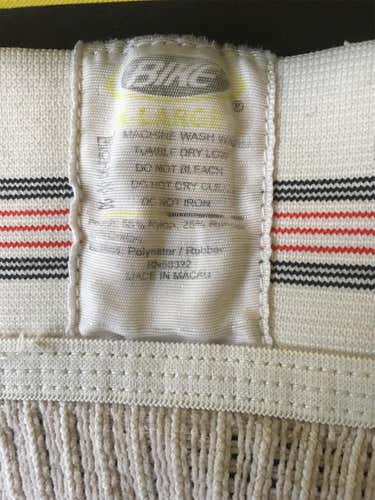 BIKE
X-LARGE
®
MACHINE WASH WARM
TUMBLE DRY LOW
DO NOT BLEACH
DO NOT DRY CLEAN
DO NOT IRON
Cotton, Polyester / Rubber
MADE IN MACAU